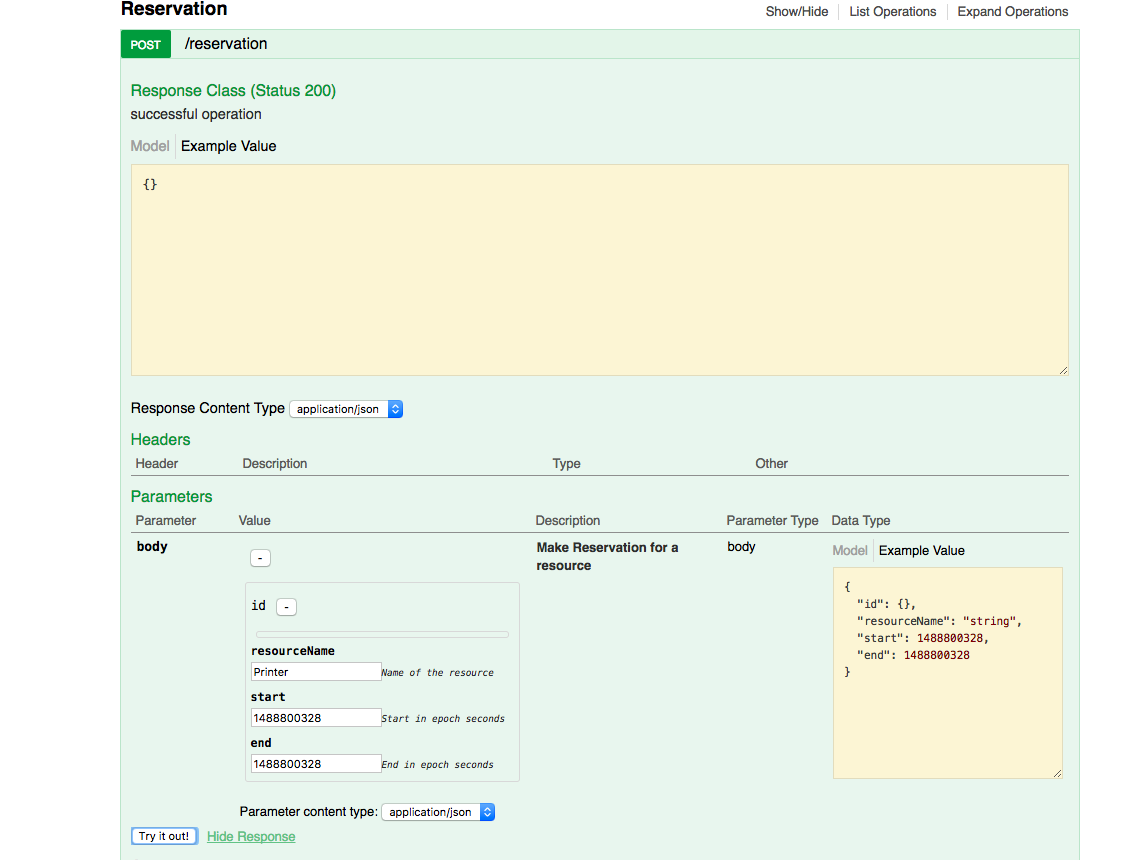 Reservation
Show/Hide List Operations Expand Operations
POST /reservation
Response Class (Status 200)
successful operation
Model Example Value
{}
Response Content Type application/json
Headers
Header Description Type Other
Parameters
Parameter Value Description Parameter Type Data Type
body - Make Reservation for a resource body Model Example Value
id -
resourceName
Printer Name of the resource
start
1488800328 Start in epoch seconds
end
1488800328 End in epoch seconds
{
"id": {},
"resourceName": "string",
"start": 1488800328,
"end": 1488800328
}
Parameter content type: application/json
Try it out! Hide Response